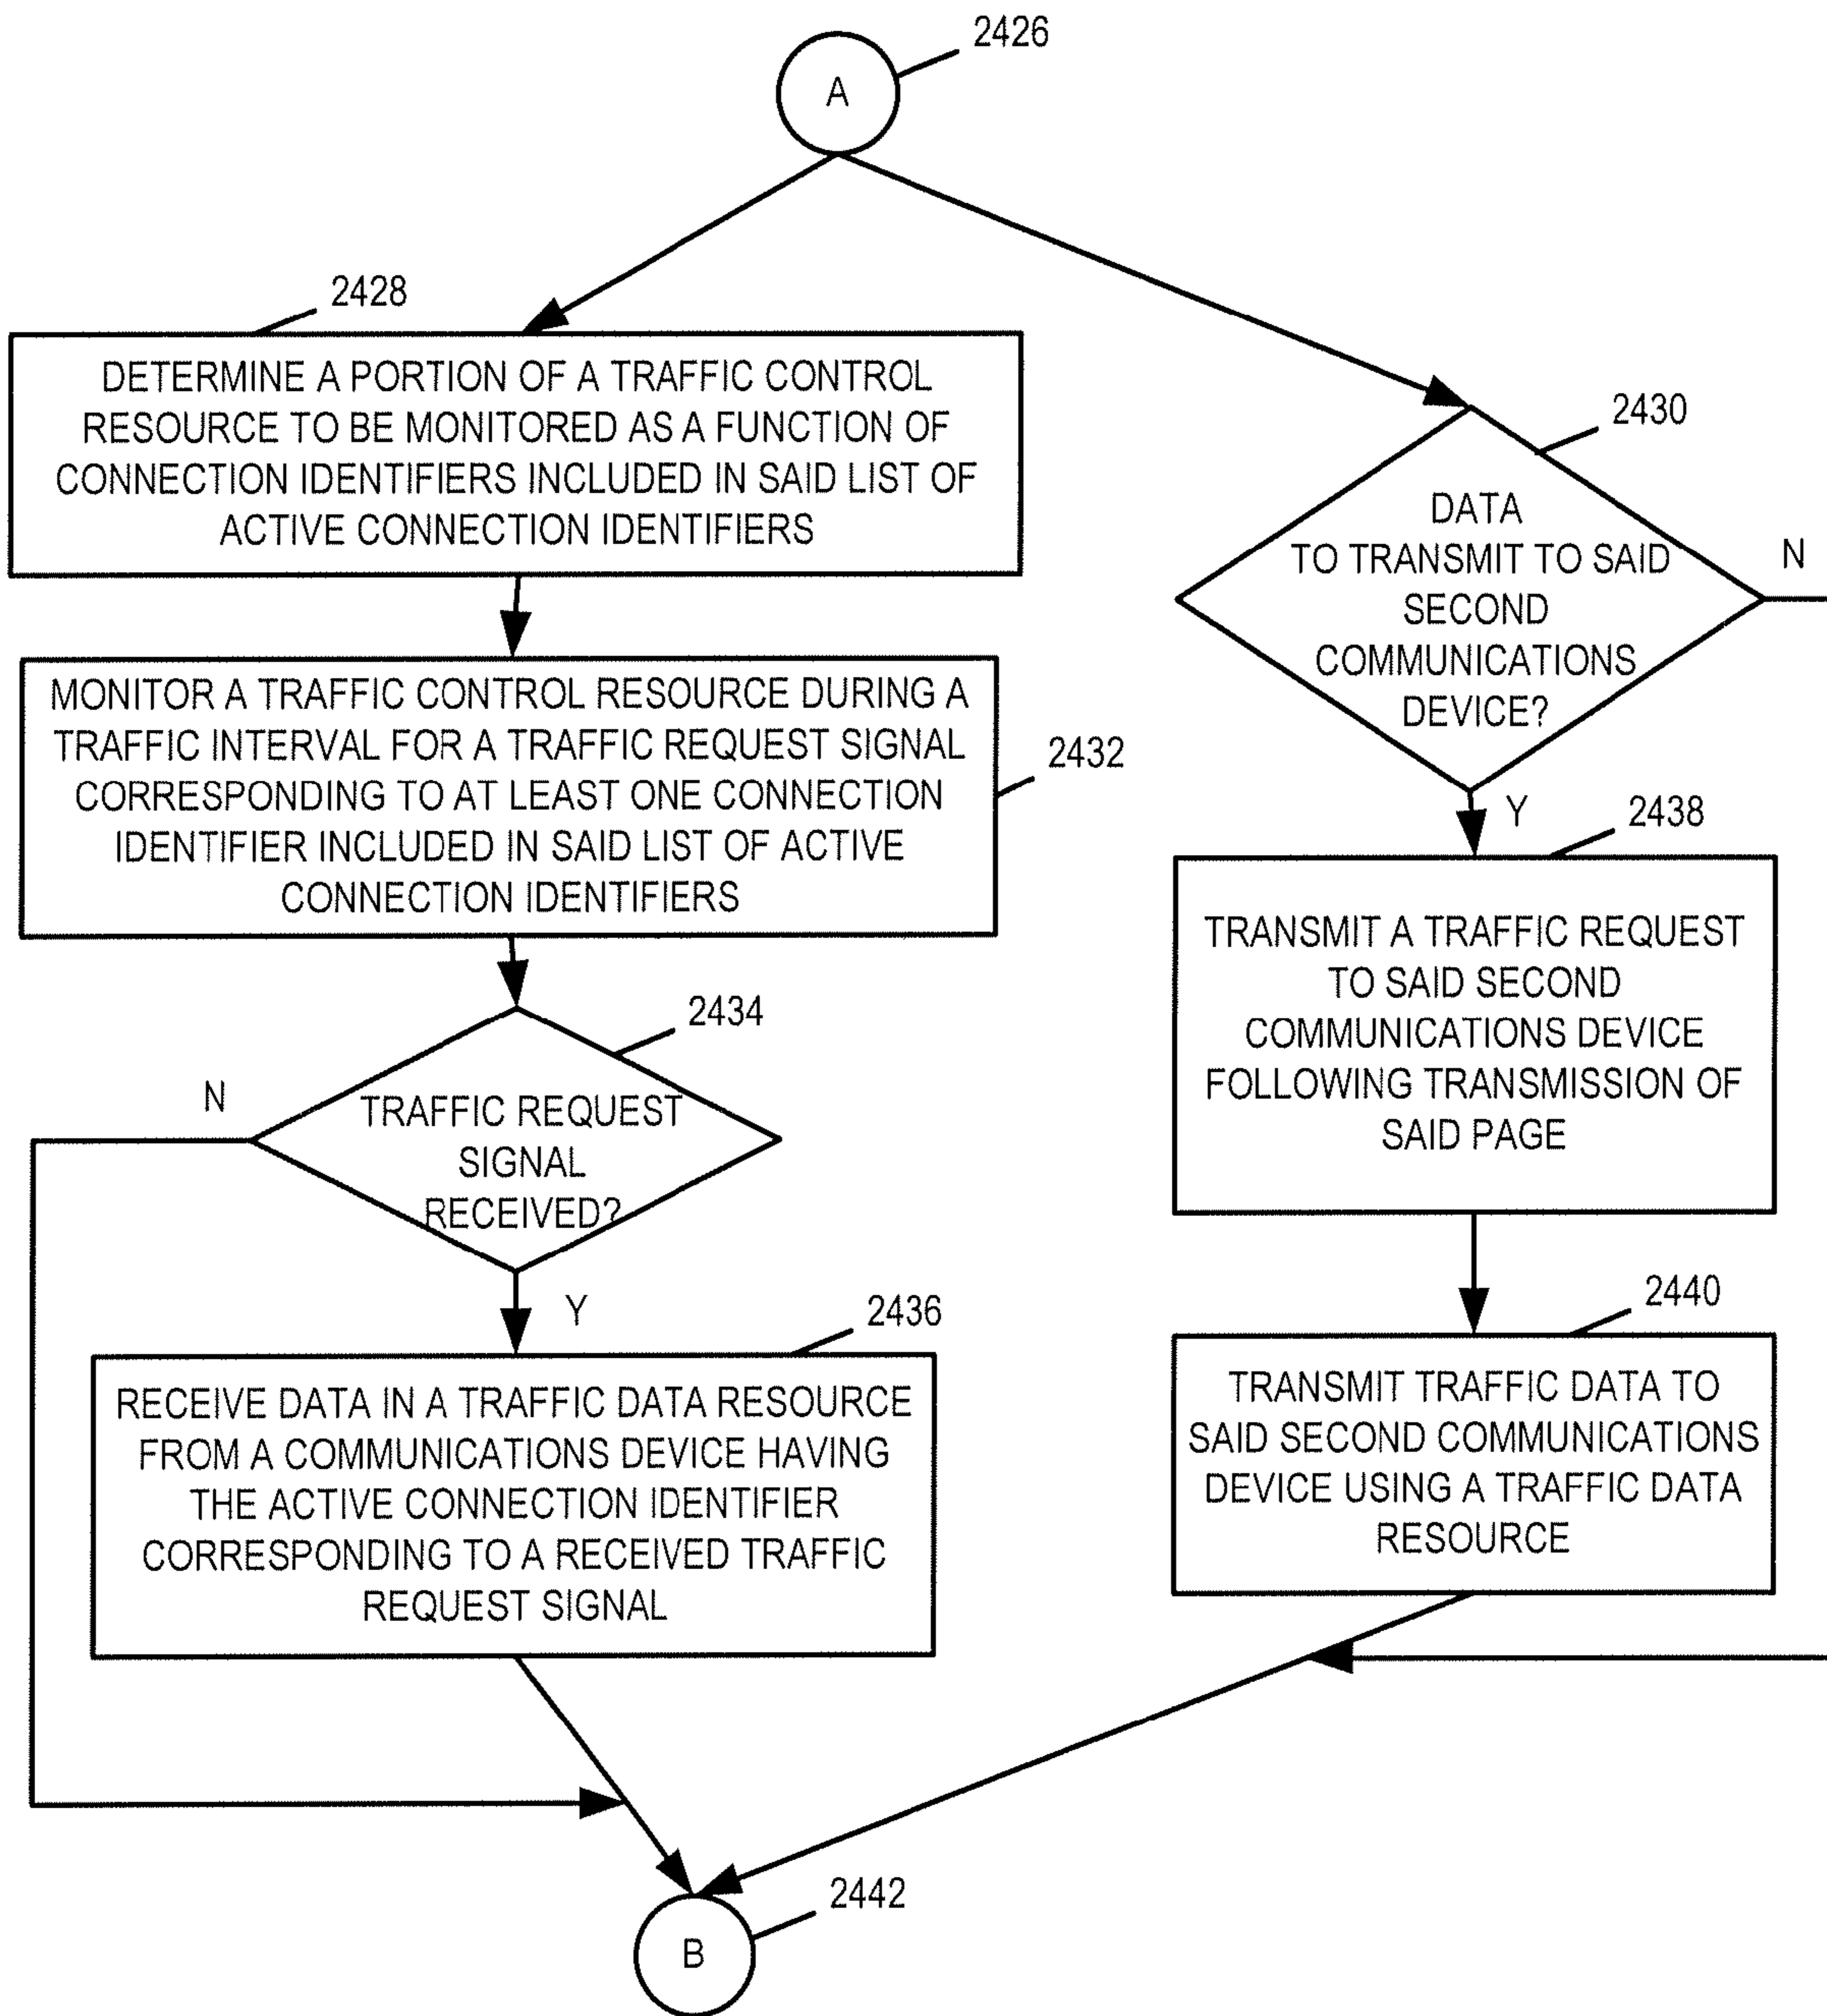 2426
A
2428
DETERMINE A PORTION OF A TRAFFIC CONTROL
RESOURCE TO BE MONITORED AS A FUNCTION OF
CONNECTION IDENTIFIERS INCLUDED IN SAID LIST OF
ACTIVE CONNECTION IDENTIFIERS
2430
DATA
TO TRANSMIT TO SAID
SECOND
COMMUNICATIONS
DEVICE?
N
Y
2432
MONITOR A TRAFFIC CONTROL RESOURCE DURING A
TRAFFIC INTERVAL FOR A TRAFFIC REQUEST SIGNAL
CORRESPONDING TO AT LEAST ONE CONNECTION
IDENTIFIER INCLUDED IN SAID LIST OF ACTIVE
CONNECTION IDENTIFIERS
2438
TRANSMIT A TRAFFIC REQUEST
TO SAID SECOND
COMMUNICATIONS DEVICE
FOLLOWING TRANSMISSION OF
SAID PAGE
2434
TRAFFIC REQUEST
SIGNAL
RECEIVED?
N
Y
2436
RECEIVE DATA IN A TRAFFIC DATA RESOURCE
FROM A COMMUNICATIONS DEVICE HAVING
THE ACTIVE CONNECTION IDENTIFIER
CORRESPONDING TO A RECEIVED TRAFFIC
REQUEST SIGNAL
2440
TRANSMIT TRAFFIC DATA TO
SAID SECOND COMMUNICATIONS
DEVICE USING A TRAFFIC DATA
RESOURCE
2442
B